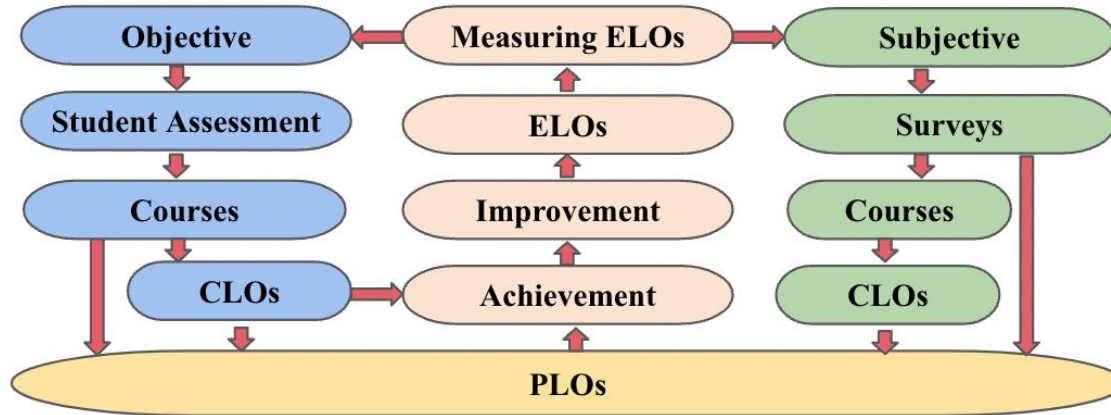 Objective
Measuring ELOs
Subjective
Student Assessment
ELOs
Surveys
Courses
Improvement
Courses
CLOs
Achievement
CLOs
PLOs